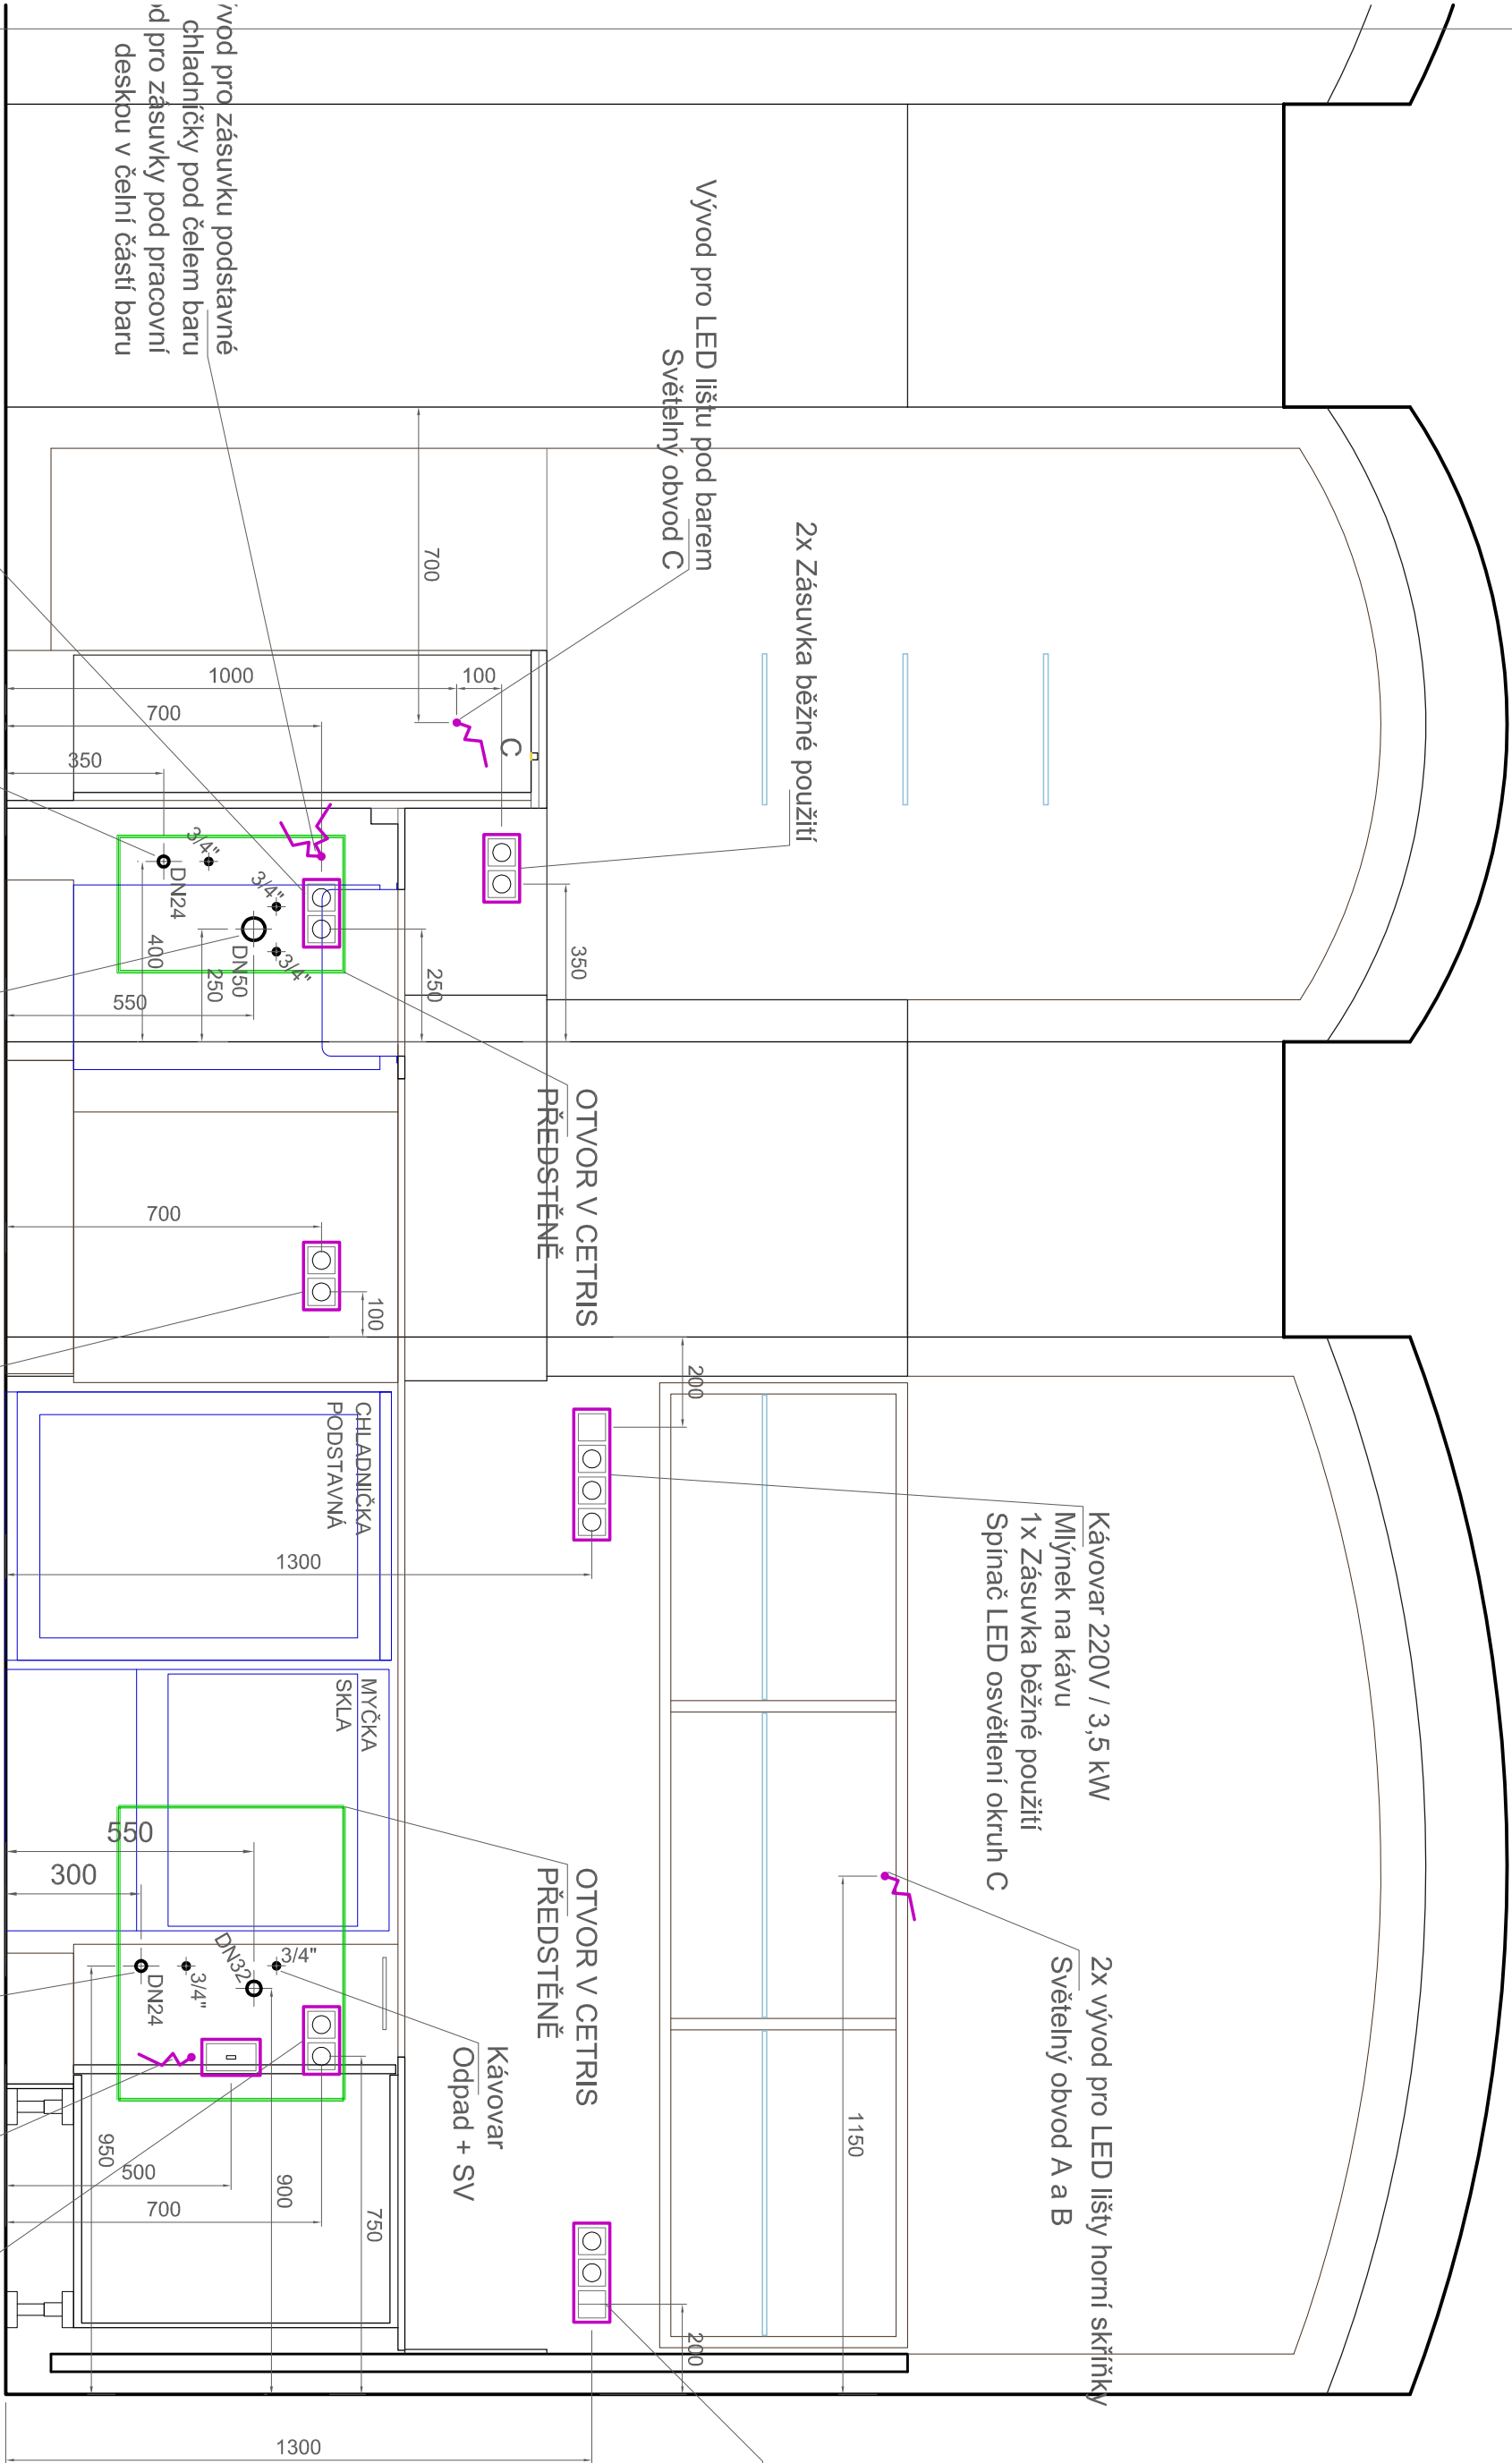 vod pro zásuvku podstavné
chladničky pod čelem baru
od pro zásuvky pod pracovní
deskou v čelní části baru
Vývod pro LED lištu pod barem
Světelný obvod C
2x Zásuvka běžné použití
Kávovar 220V / 3,5 kW
Mlýnek na kávu
1x Zásuvka běžné použití
Spínač LED osvětlení okruh C
2x vývod pro LED lišty horní skříňky
Světelný obvod A a B
OTVOR V CETRIS
PŘEDSTĚNĚ
OTVOR V CETRIS
PŘEDSTĚNĚ
Kávovar
Odpad + SV
CHLADNIČKA
PODSTAVNÁ
MYČKA
SKLA
C
700
1000
100
700
350
3/4"
DN24
3/4"
DN50
3/4"
400
250
550
250
350
700
100
200
1300
550
300
DN32
3/4"
3/4"
DN24
950
500
700
900
750
1150
200
1300